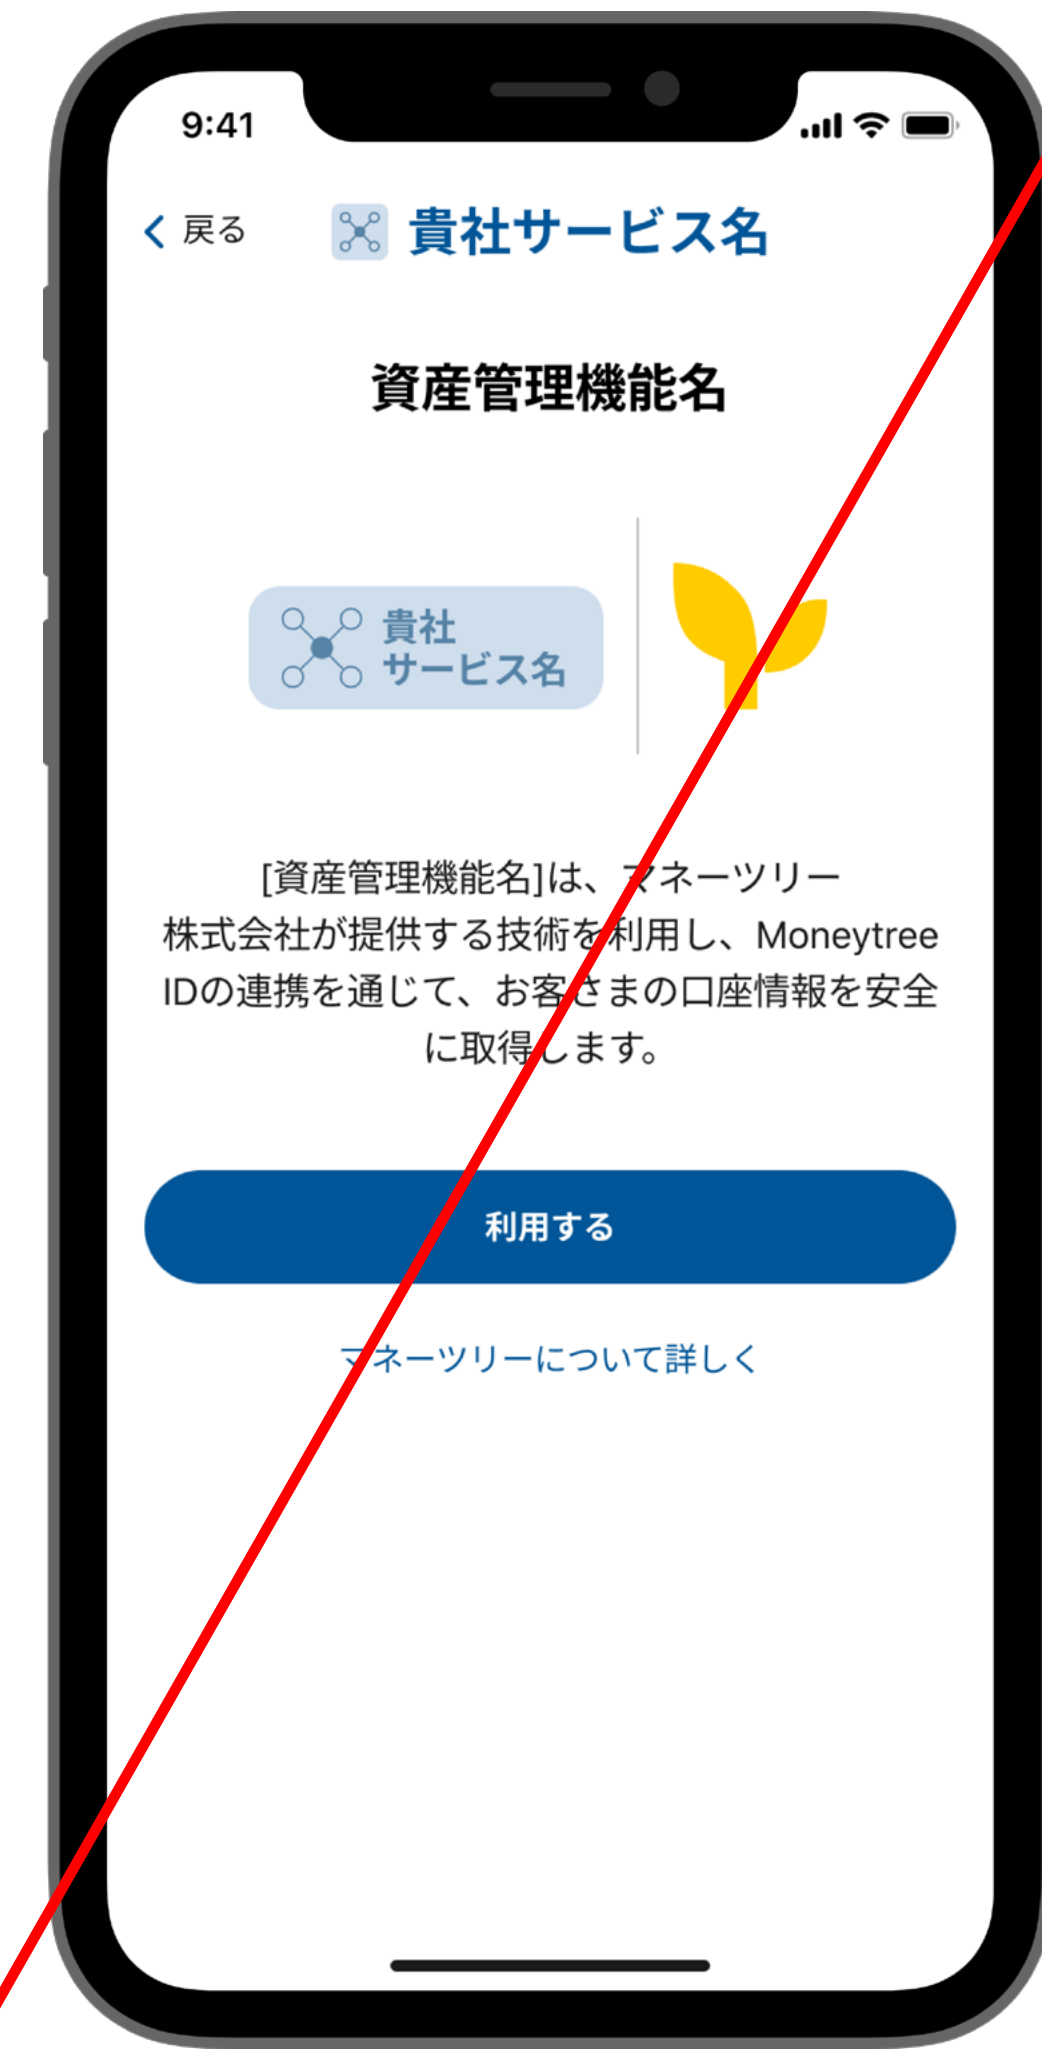 9:41
戻る
貴社サービス名
資産管理機能名
貴社
サービス名
[資産管理機能名]は、マネーツリー
株式会社が提供する技術を利用し、Moneytree
IDの連携を通じて、お客さまの口座情報を安全
に取得します。
利用する
マネーツリーについて詳しく